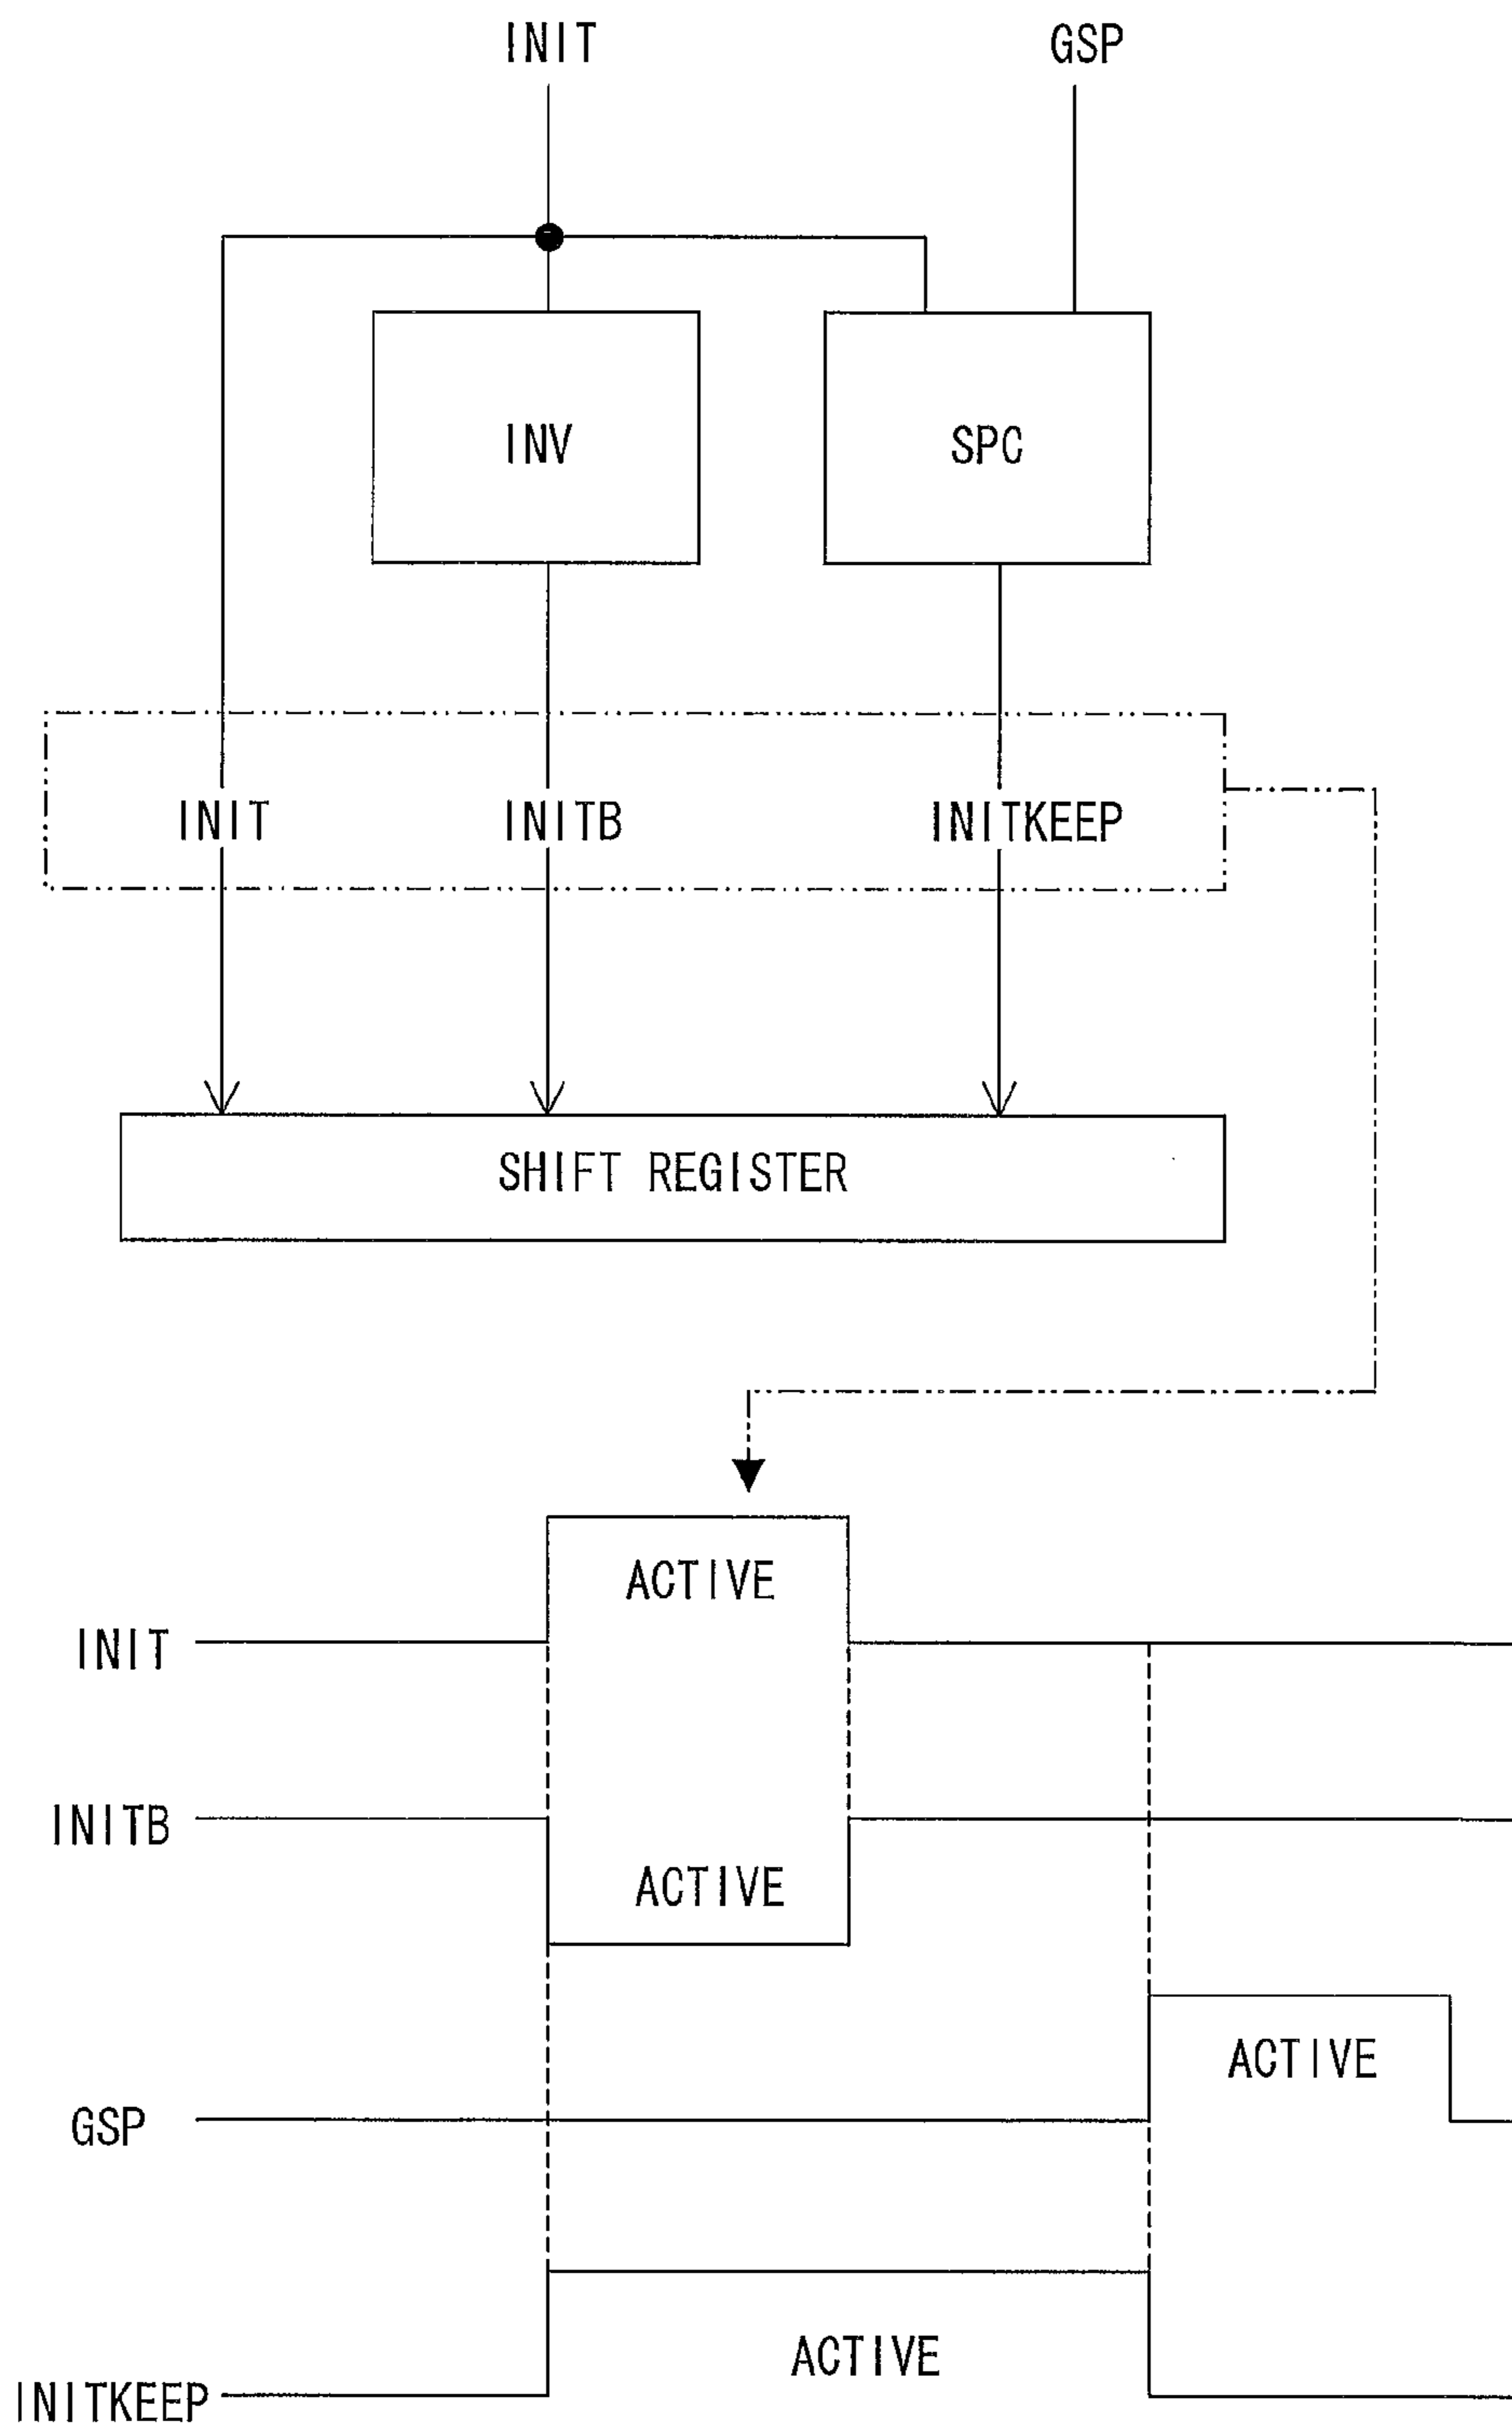 INIT GSP
INV SPC
INIT INITB INITKEEP
SHIFT REGISTER
ACTIVE
INIT
INITB
ACTIVE
ACTIVE
GSP
ACTIVE
INITKEEP